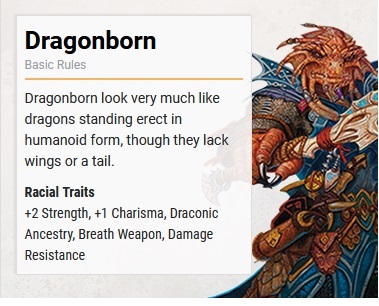 Dragonborn
Basic Rules
Dragonborn look very much like
dragons standing erect in
humanoid form, though they lack
wings or a tail.
Racial Traits
+2 Strength, +1 Charisma, Draconic
Ancestry, Breath Weapon, Damage
Resistance